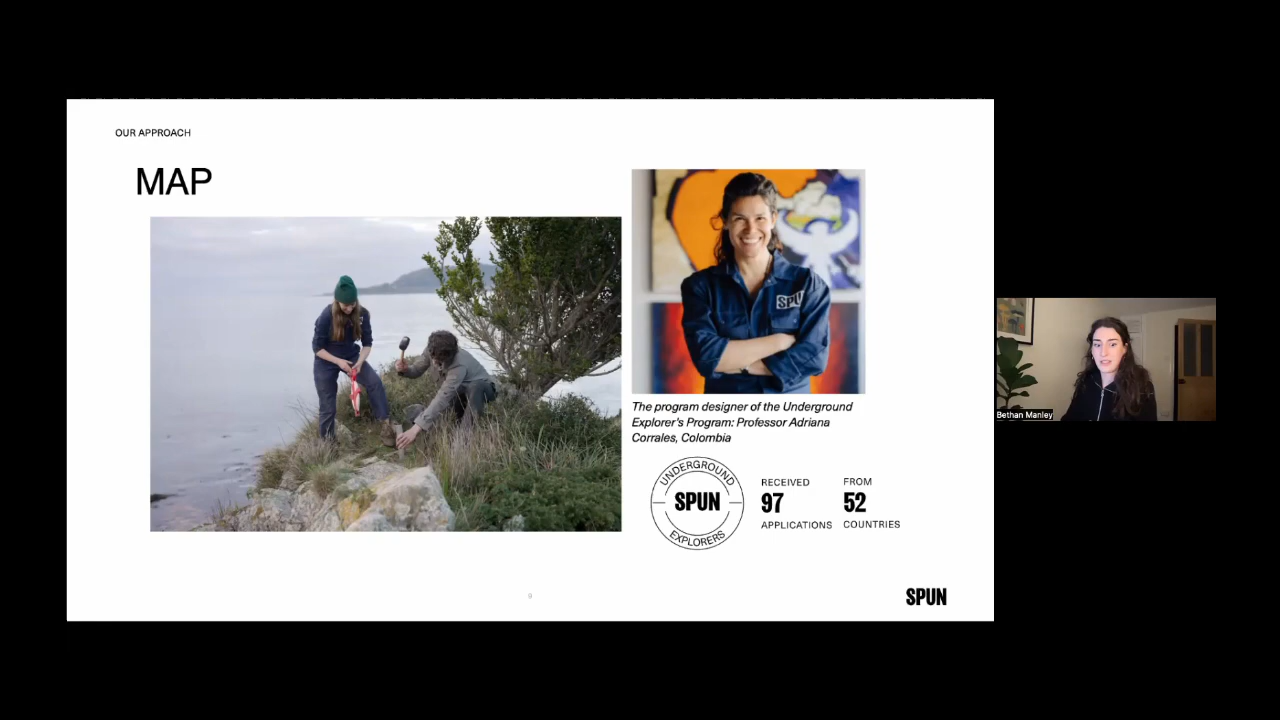 OUR APPROACH
MAP
SPU
The program designer of the Underground
Explorer's Program: Professor Adriana
Corrales, Colombia
UNDERGROUND
SPUN
EXPLORERS
RECEIVED
97
APPLICATIONS
FROM
52
COUNTRIES
Bethan Manley
SPUN